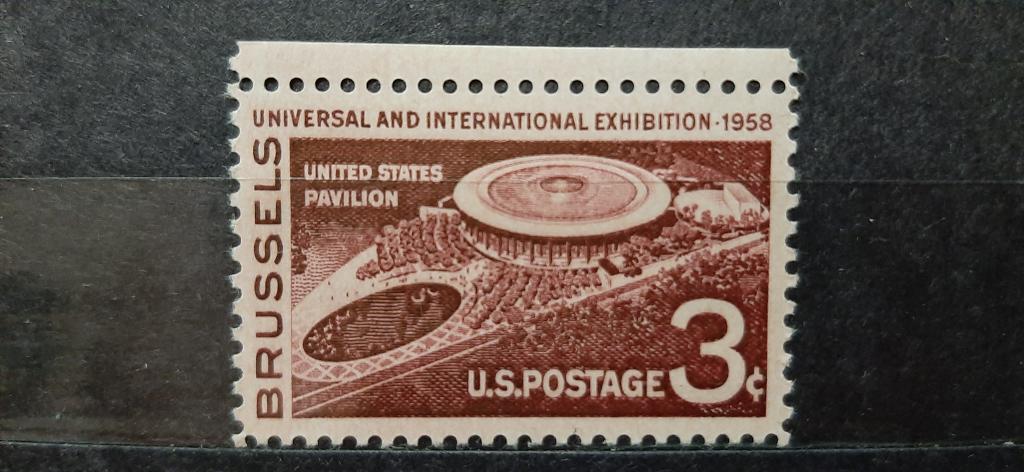 UNIVERSAL AND INTERNATIONAL EXHIBITION · 1958
BRUSSELS
UNITED STATES
PAVILION
U.S.POSTAGE 3¢